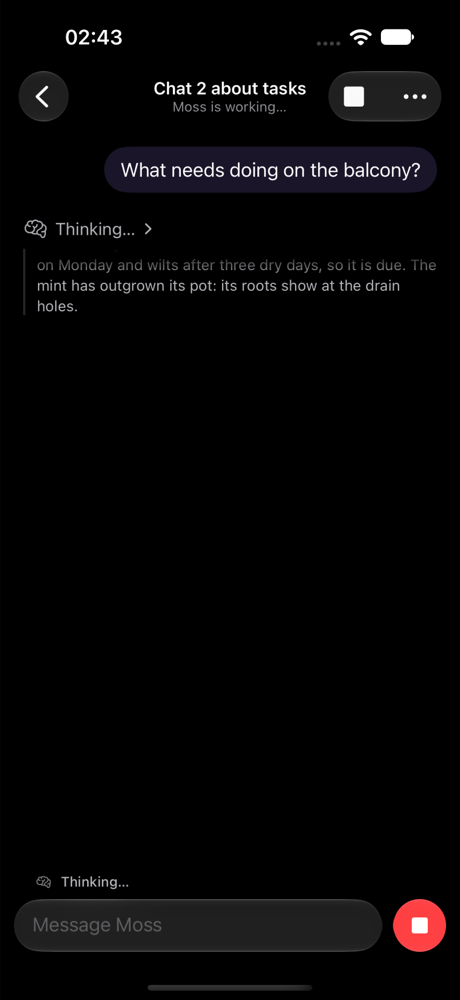 02:43
Chat 2 about tasks
Moss is working...
What needs doing on the balcony?
Thinking...
on Monday and wilts after three dry days, so it is due. The
mint has outgrown its pot: its roots show at the drain
holes.
Thinking...
Message Moss